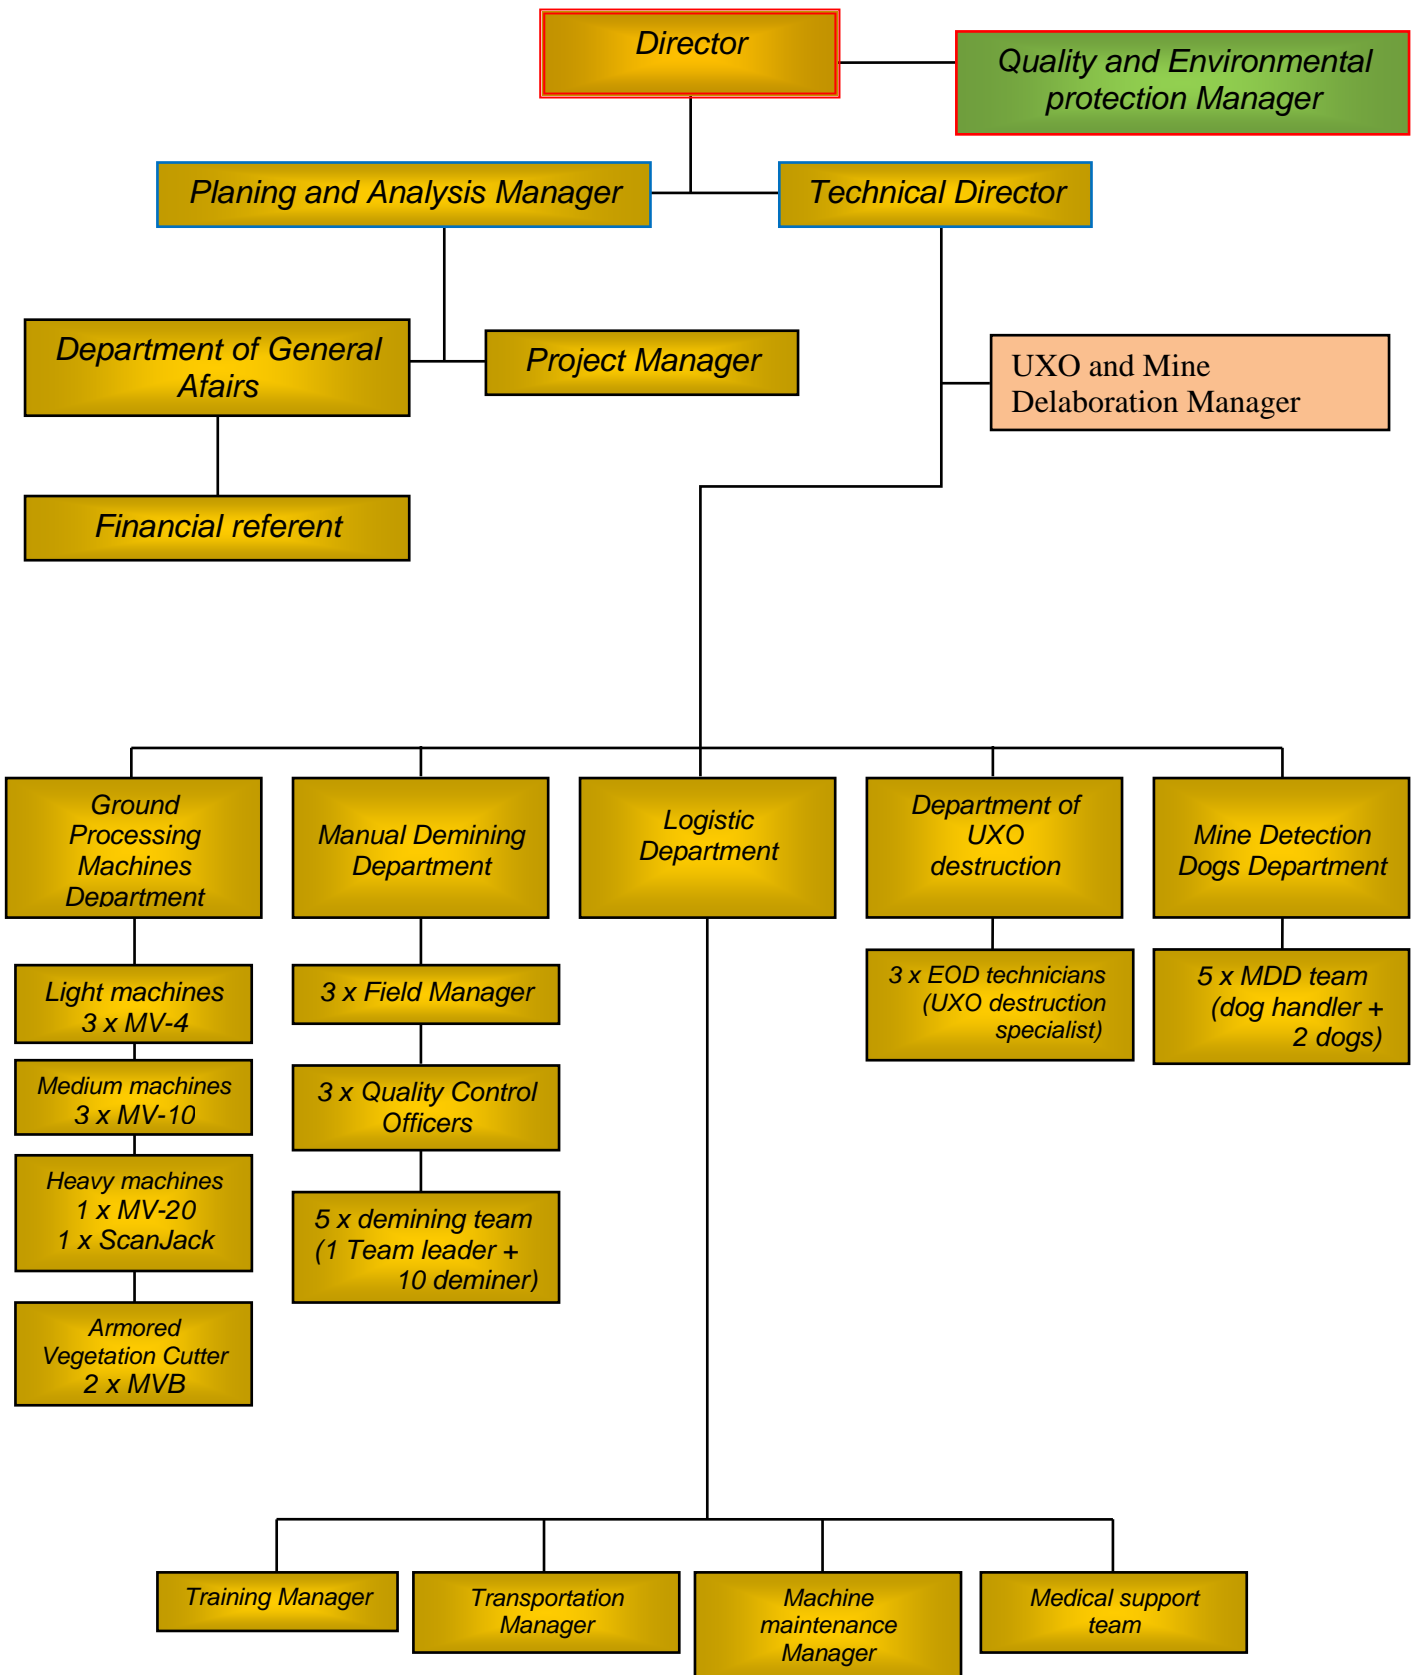 Director
Quality and Environmental
protection Manager
Planing and Analysis Manager
Technical Director
Department of General
Afairs
Project Manager
UXO and Mine
Delaboration Manager
Financial referent
Ground
Processing
Machines
Department
Manual Demining
Department
Logistic
Department
Department of
UXO
destruction
Mine Detection
Dogs Department
Light machines
3 x MV-4
Medium machines
3 x MV-10
Heavy machines
1 x MV-20
1 x ScanJack
Armored
Vegetation Cutter
2 x MVB
3 x Field Manager
3 x Quality Control
Officers
5 x demining team
(1 Team leader +
10 deminer)
3 x EOD technicians
(UXO destruction
specialist)
5 x MDD team
(dog handler +
2 dogs)
Training Manager
Transportation
Manager
Machine
maintenance
Manager
Medical support
team